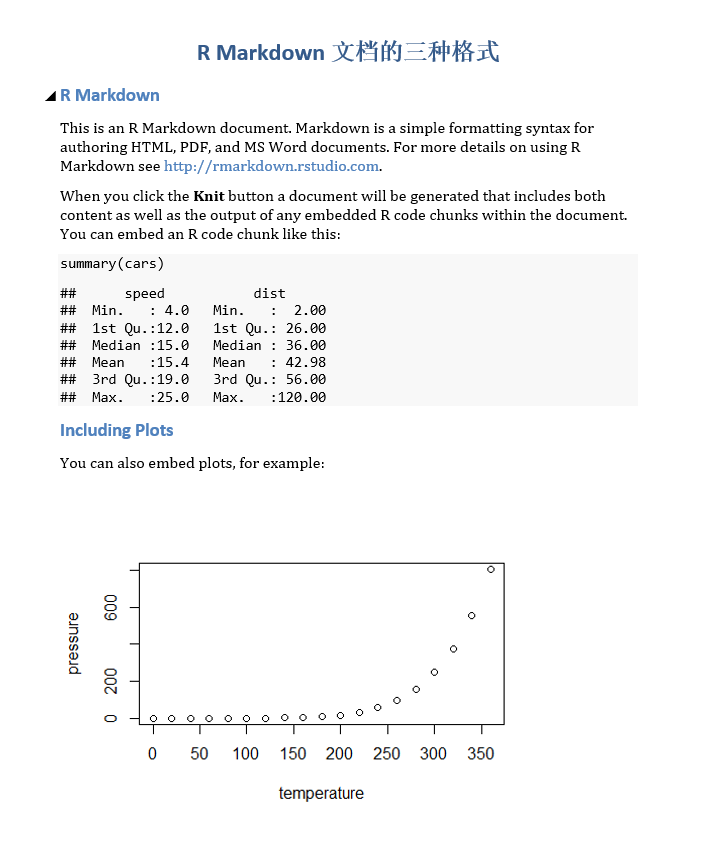 R Markdown 文档的三种格式
R Markdown
This is an R Markdown document. Markdown is a simple formatting syntax for
authoring HTML, PDF, and MS Word documents. For more details on using R
Markdown see http://rmarkdown.rstudio.com.
When you click the Knit button a document will be generated that includes both
content as well as the output of any embedded R code chunks within the document.
You can embed an R code chunk like this:
summary(cars)
##      speed           dist
##  Min.   : 4.0   Min.   :  2.00
##  1st Qu.:12.0   1st Qu.: 26.00
##  Median :15.0   Median : 36.00
##  Mean   :15.4   Mean   : 42.98
##  3rd Qu.:19.0   3rd Qu.: 56.00
##  Max.   :25.0   Max.   :120.00
Including Plots
You can also embed plots, for example:
pressure
600
200
0
0 50 100 150 200 250 300 350
temperature